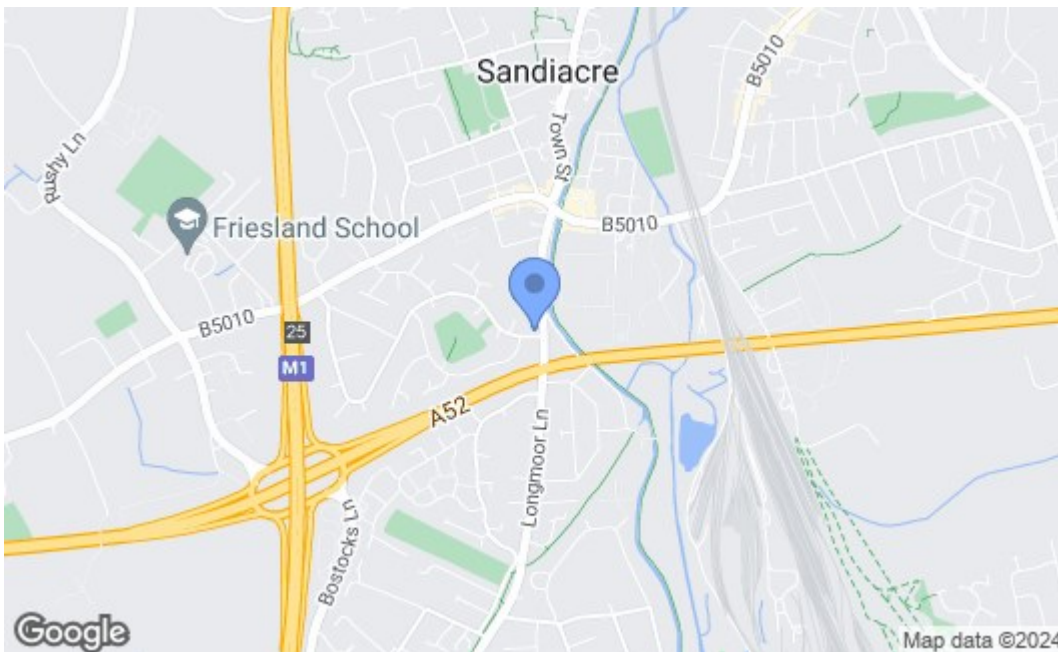 Sandiacre
B5010
Rushy Ln
Town St
Friesland School
B5010
B5010
25
M1
A52
Longmoor Ln
Bostocks Ln
Google
Map data ©2024